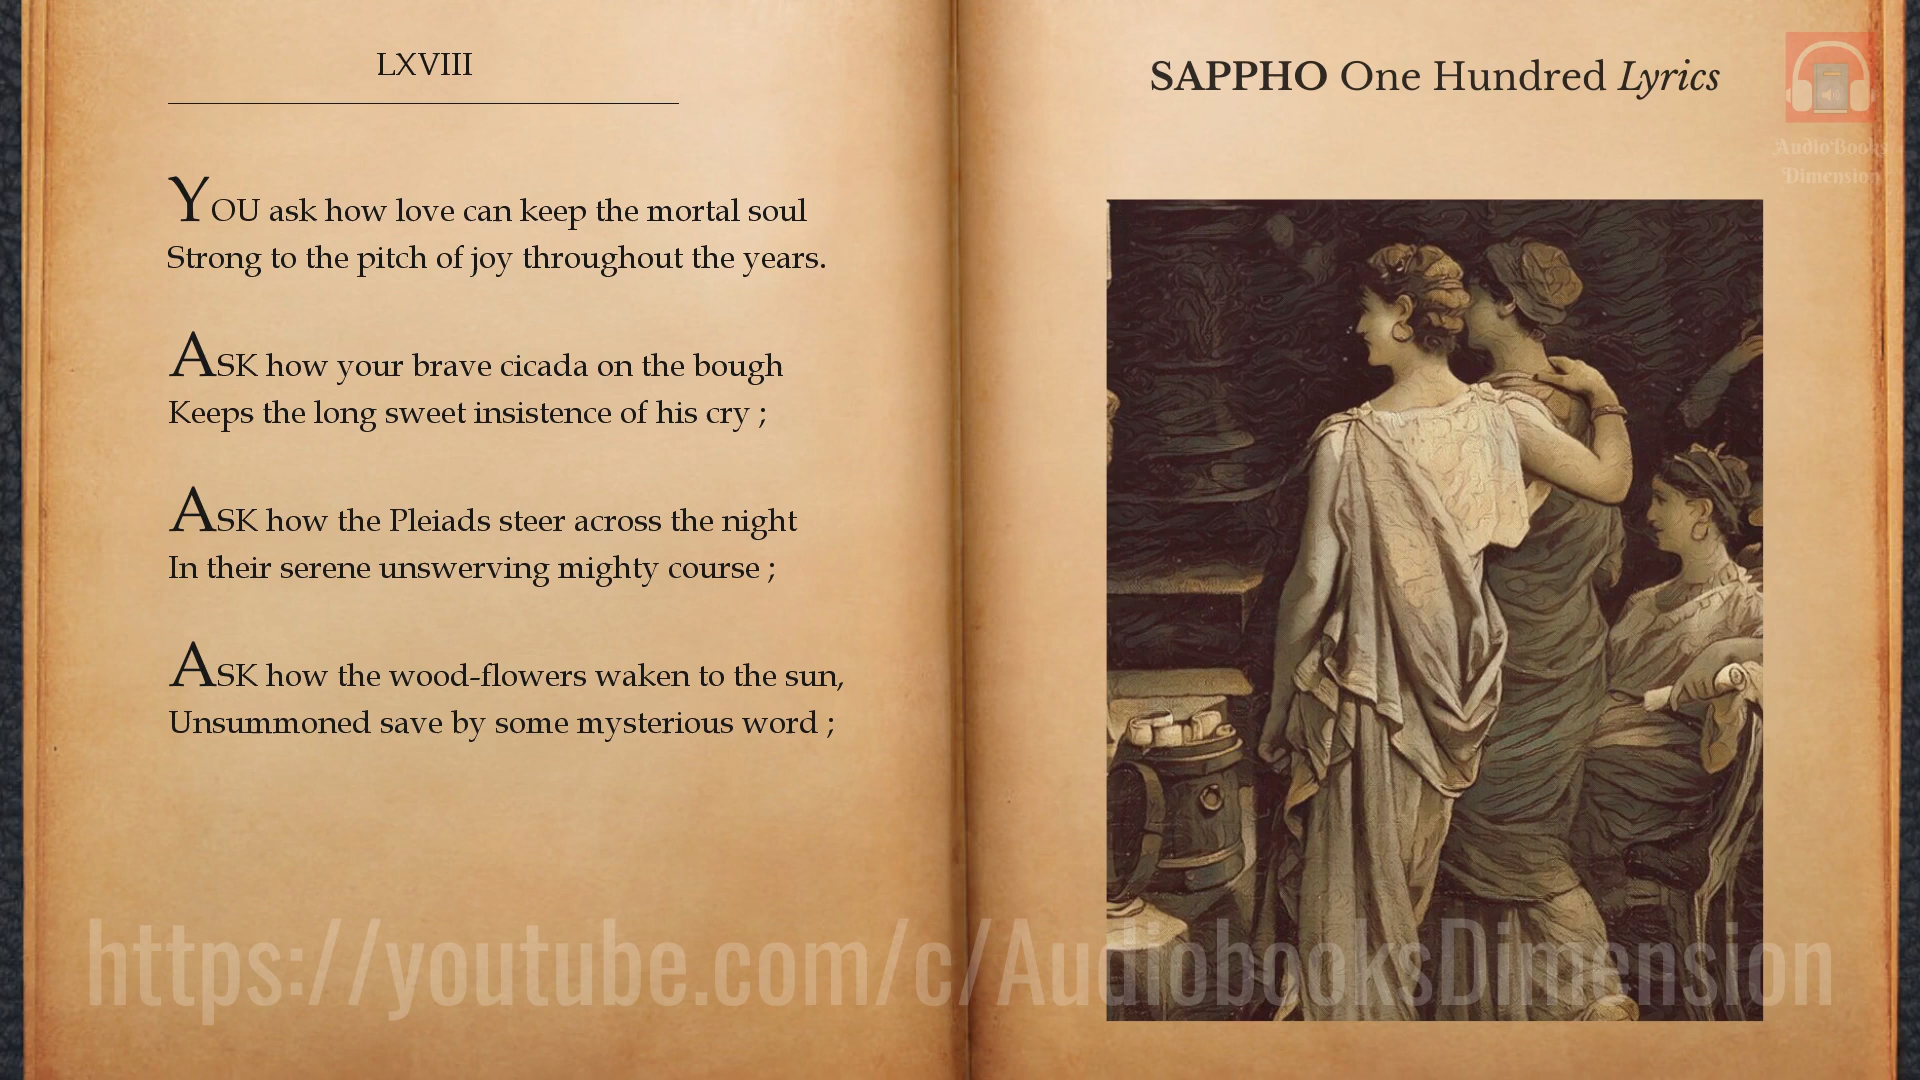 LXVIII
YOU ask how love can keep the mortal soul
Strong to the pitch of joy throughout the years.
ASK how your brave cicada on the bough
Keeps the long sweet insistence of his cry ;
ASK how the Pleiads steer across the night
In their serene unswerving mighty course ;
ASK how the wood-flowers waken to the sun,
Unsummoned save by some mysterious word ;
SAPPHO One Hundred Lyrics
AudioBooks
Dimension
https://youtube.com/c/AudiobooksDimension